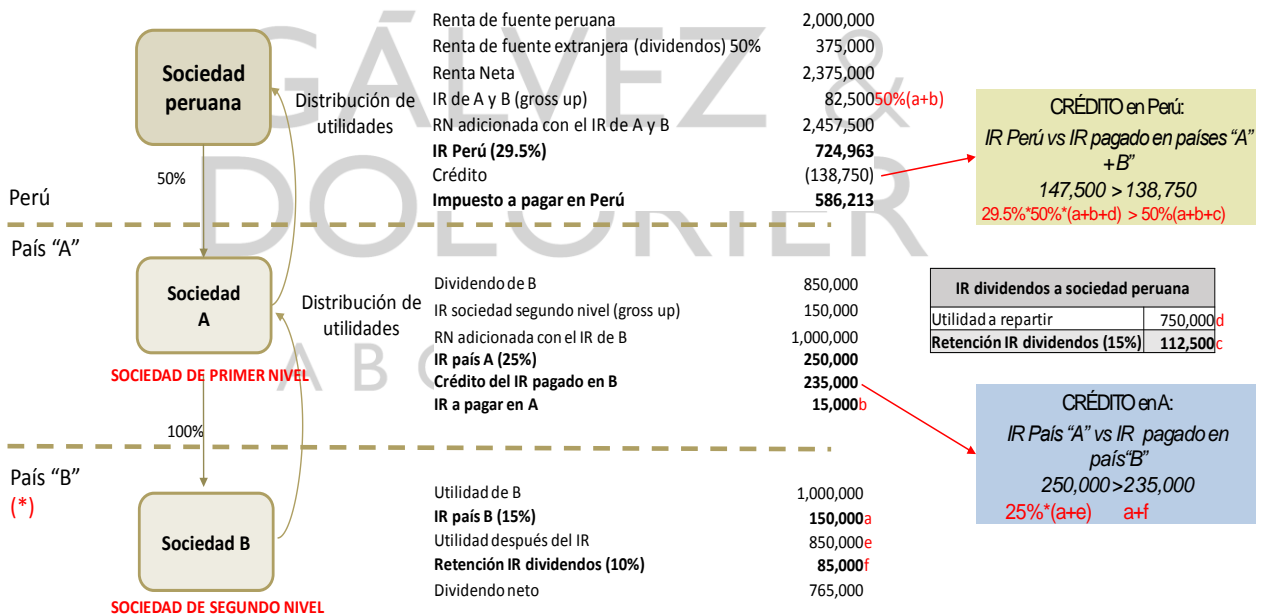 GÁLVEZ &
DOLORIER
ABO
Sociedad
peruana
Distribución de
utilidades
50%
Perú
Renta de fuente peruana 2,000,000
Renta de fuente extranjera (dividendos) 50% 375,000
Renta Neta 2,375,000
IR de A y B (gross up) 82,500 50%(a+b)
RN adicionada con el IR de A y B 2,457,500
IR Perú (29.5%) 724,963
Crédito (138,750)
Impuesto a pagar en Perú 586,213
CRÉDITO en Perú:
IR Perú vs IR pagado en países "A"
+B"
147,500 > 138,750
29.5%*50%*(a+b+d) > 50%(a+b+c)
País "A"
Sociedad
A
SOCIEDAD DE PRIMER NIVEL
Distribución de
utilidades
100%
Dividendo de B 850,000
IR sociedad segundo nivel (gross up) 150,000
RN adicionada con el IR de B 1,000,000
IR país A (25%) 250,000
Crédito del IR pagado en B 235,000
IR a pagar en A 15,000 b
IR dividendos a sociedad peruana
Utilidad a repartir 750,000 d
Retención IR dividendos (15%) 112,500 c
CRÉDITO en A:
IR País "A" vs IR pagado en
país"B"
250,000 > 235,000
25%*(a+e) a+f
País "B"
(*)
Sociedad B
SOCIEDAD DE SEGUNDO NIVEL
Utilidad de B 1,000,000
IR país B (15%) 150,000 a
Utilidad después del IR 850,000 e
Retención IR dividendos (10%) 85,000 f
Dividendo neto 765,000